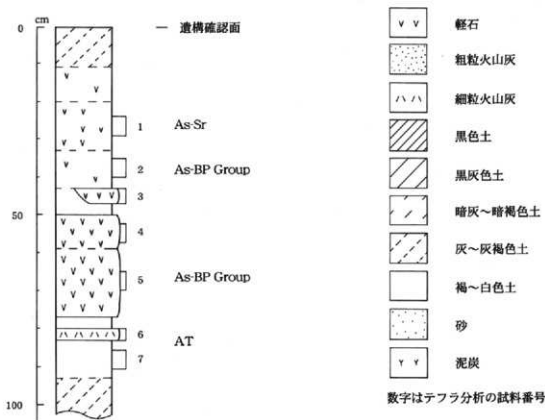 cm
0
遺構確認面
1
As-Sr
2
As-BP Group
3
50
4
5
As-BP Group
6
AT
7
100
軽石
粗粒火山灰
細粒火山灰
黒色土
黒灰色土
暗灰～暗褐色土
灰～灰褐色土
褐～白色土
砂
泥炭
数字はテフラ分析の試料番号